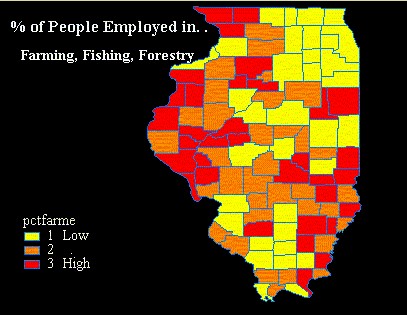 % of People Employed in. .
Farming, Fishing, Forestry
pctfarme
1 Low
2
3 High